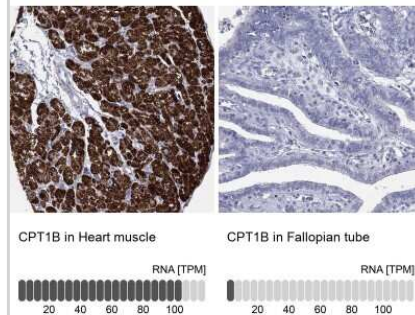 CPT1B in Heart muscle
CPT1B in Fallopian tube
RNA [TPM]
RNA [TPM]
20 40 60 80 100
20 40 60 80 100